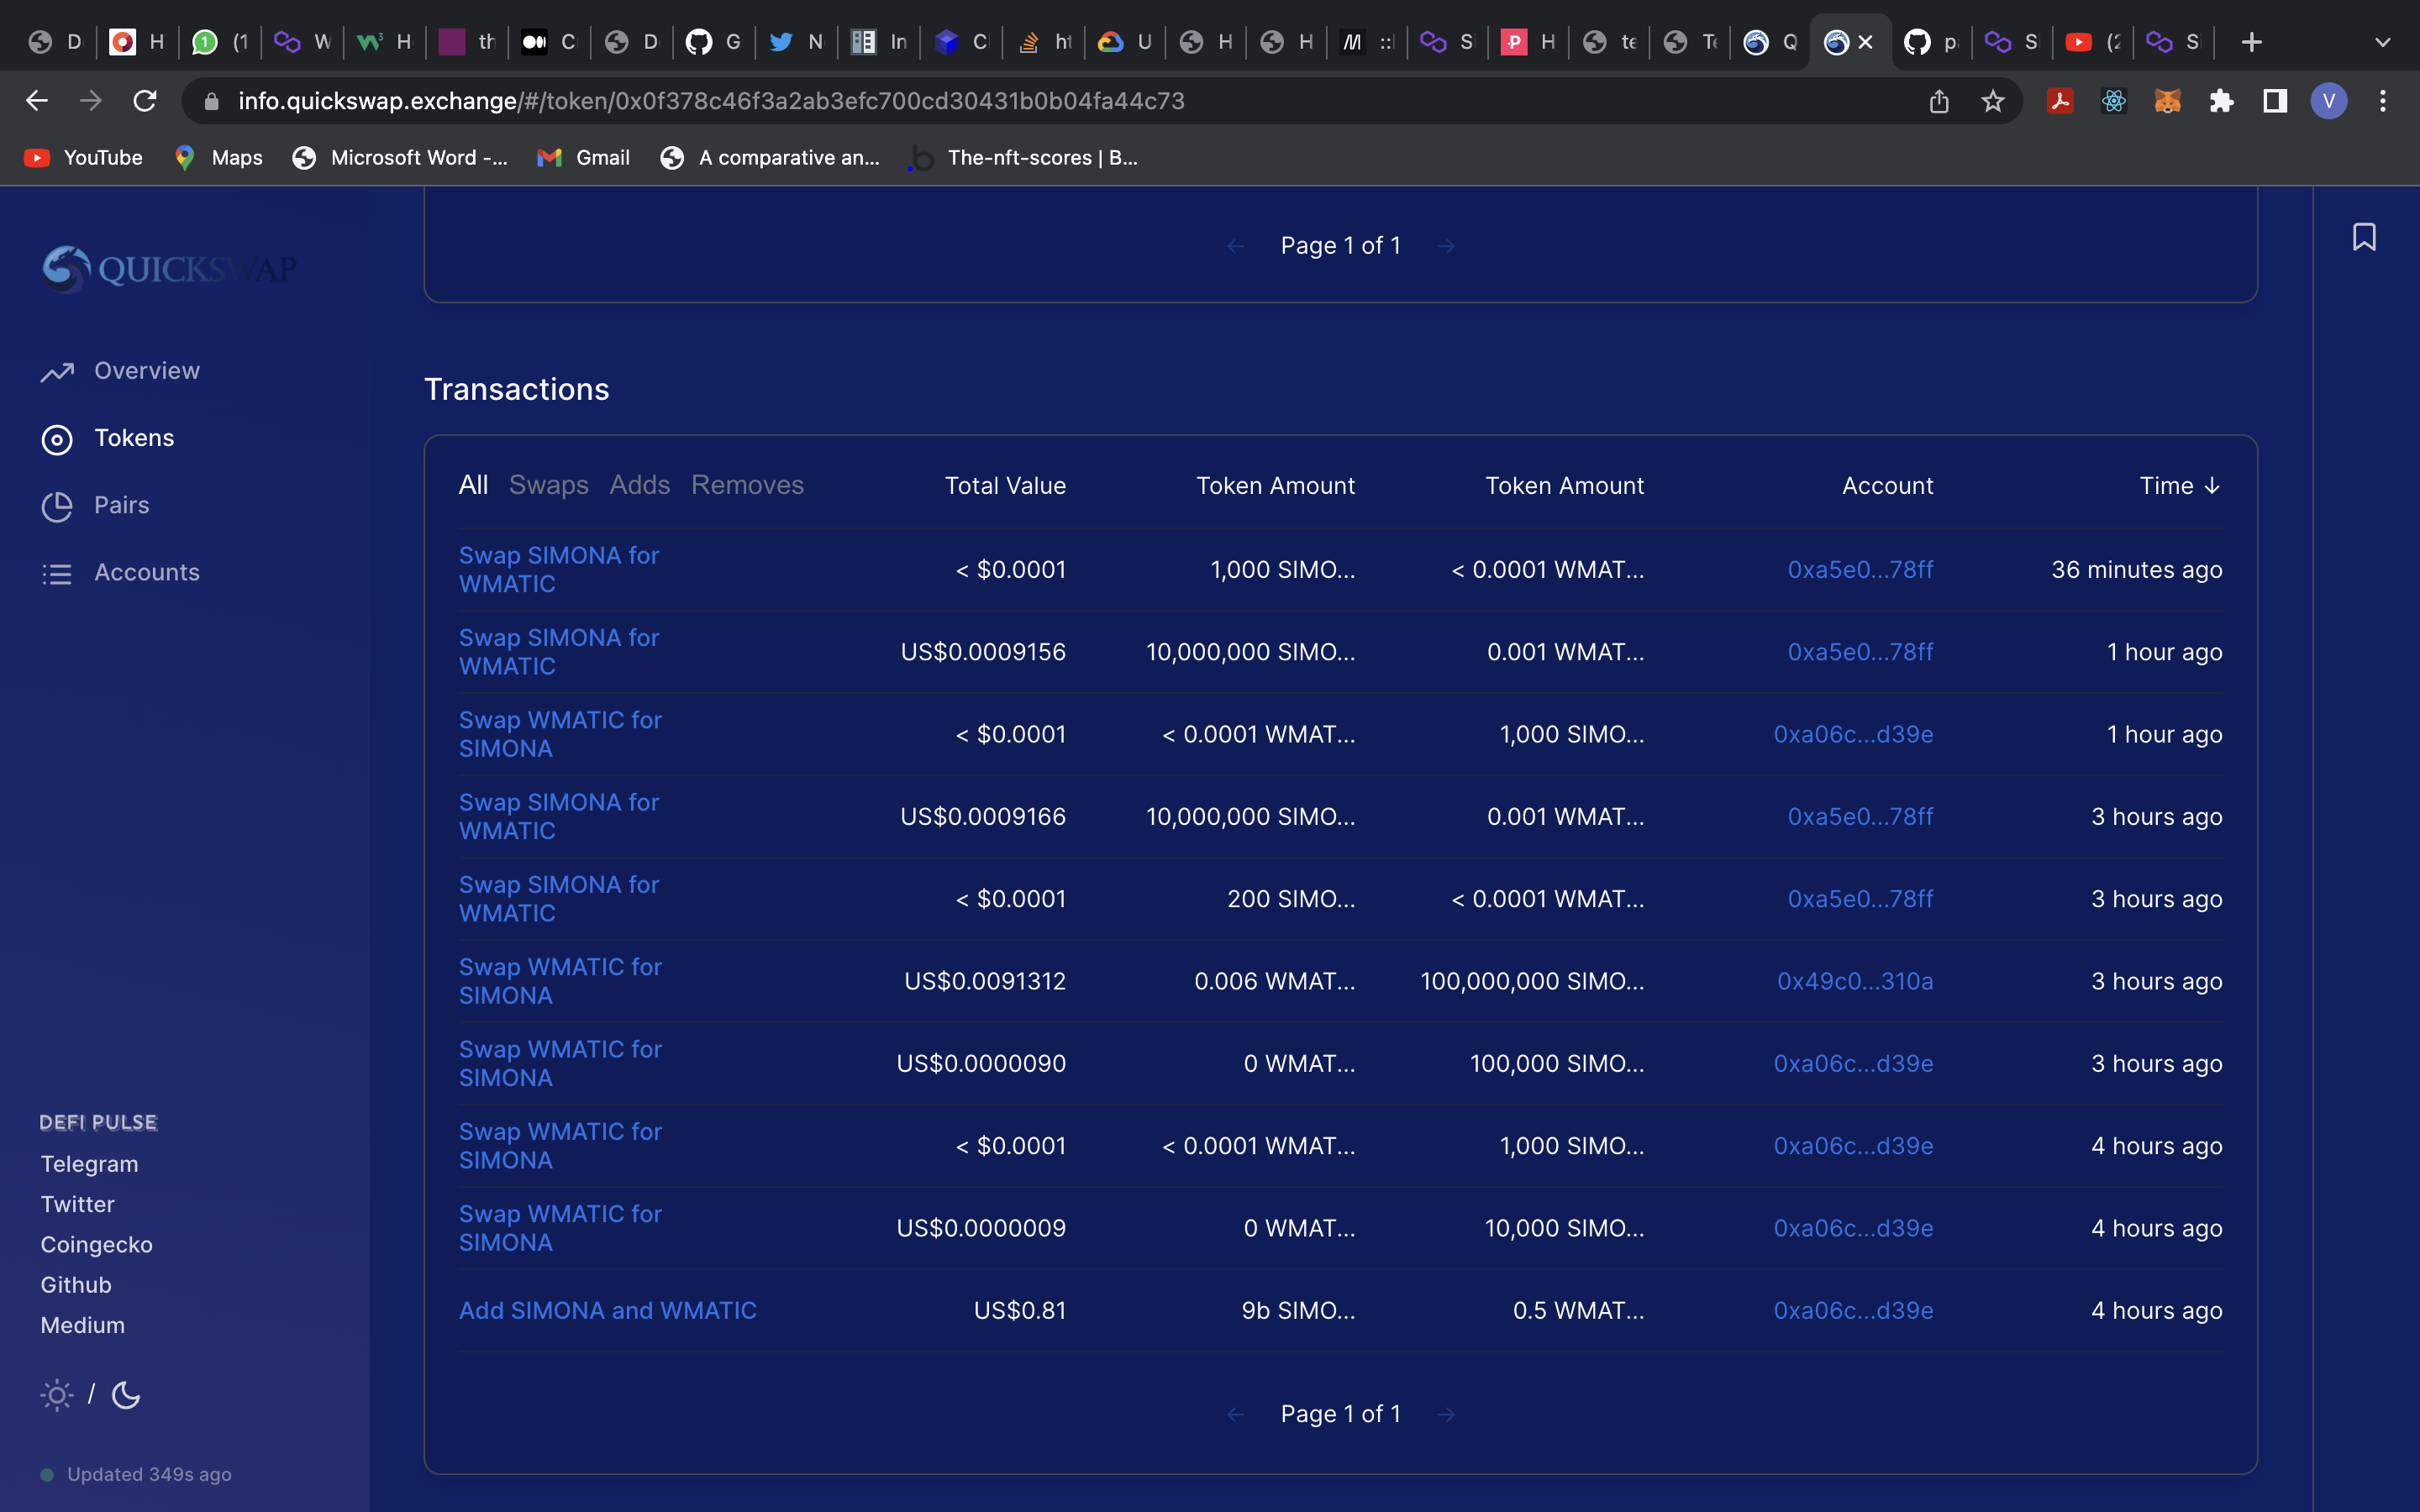 D H (1 W H th C D G N In C ht U H H :: S H te Te Q p S (2 S
info.quickswap.exchange/#/token/0x0f378c46f3a2ab3efc700cd30431b0b04fa44c73
V
YouTube Maps Microsoft Word -... Gmail A comparative an... The-nft-scores | B...
QUICKSWAP
Overview
Tokens
Pairs
Accounts
DEFI PULSE
Telegram
Twitter
Coingecko
Github
Medium
/
Updated 349s ago
← Page 1 of 1 →
Transactions
All Swaps Adds Removes Total Value Token Amount Token Amount Account Time ↓
Swap SIMONA for
WMATIC < $0.0001 1,000 SIMO... < 0.0001 WMAT... 0xa5e0...78ff 36 minutes ago
Swap SIMONA for
WMATIC US$0.0009156 10,000,000 SIMO... 0.001 WMAT... 0xa5e0...78ff 1 hour ago
Swap WMATIC for
SIMONA < $0.0001 < 0.0001 WMAT... 1,000 SIMO... 0xa06c...d39e 1 hour ago
Swap SIMONA for
WMATIC US$0.0009166 10,000,000 SIMO... 0.001 WMAT... 0xa5e0...78ff 3 hours ago
Swap SIMONA for
WMATIC < $0.0001 200 SIMO... < 0.0001 WMAT... 0xa5e0...78ff 3 hours ago
Swap WMATIC for
SIMONA US$0.0091312 0.006 WMAT... 100,000,000 SIMO... 0x49c0...310a 3 hours ago
Swap WMATIC for
SIMONA US$0.0000090 0 WMAT... 100,000 SIMO... 0xa06c...d39e 3 hours ago
Swap WMATIC for
SIMONA < $0.0001 < 0.0001 WMAT... 1,000 SIMO... 0xa06c...d39e 4 hours ago
Swap WMATIC for
SIMONA US$0.0000009 0 WMAT... 10,000 SIMO... 0xa06c...d39e 4 hours ago
Add SIMONA and WMATIC US$0.81 9b SIMO... 0.5 WMAT... 0xa06c...d39e 4 hours ago
← Page 1 of 1 →